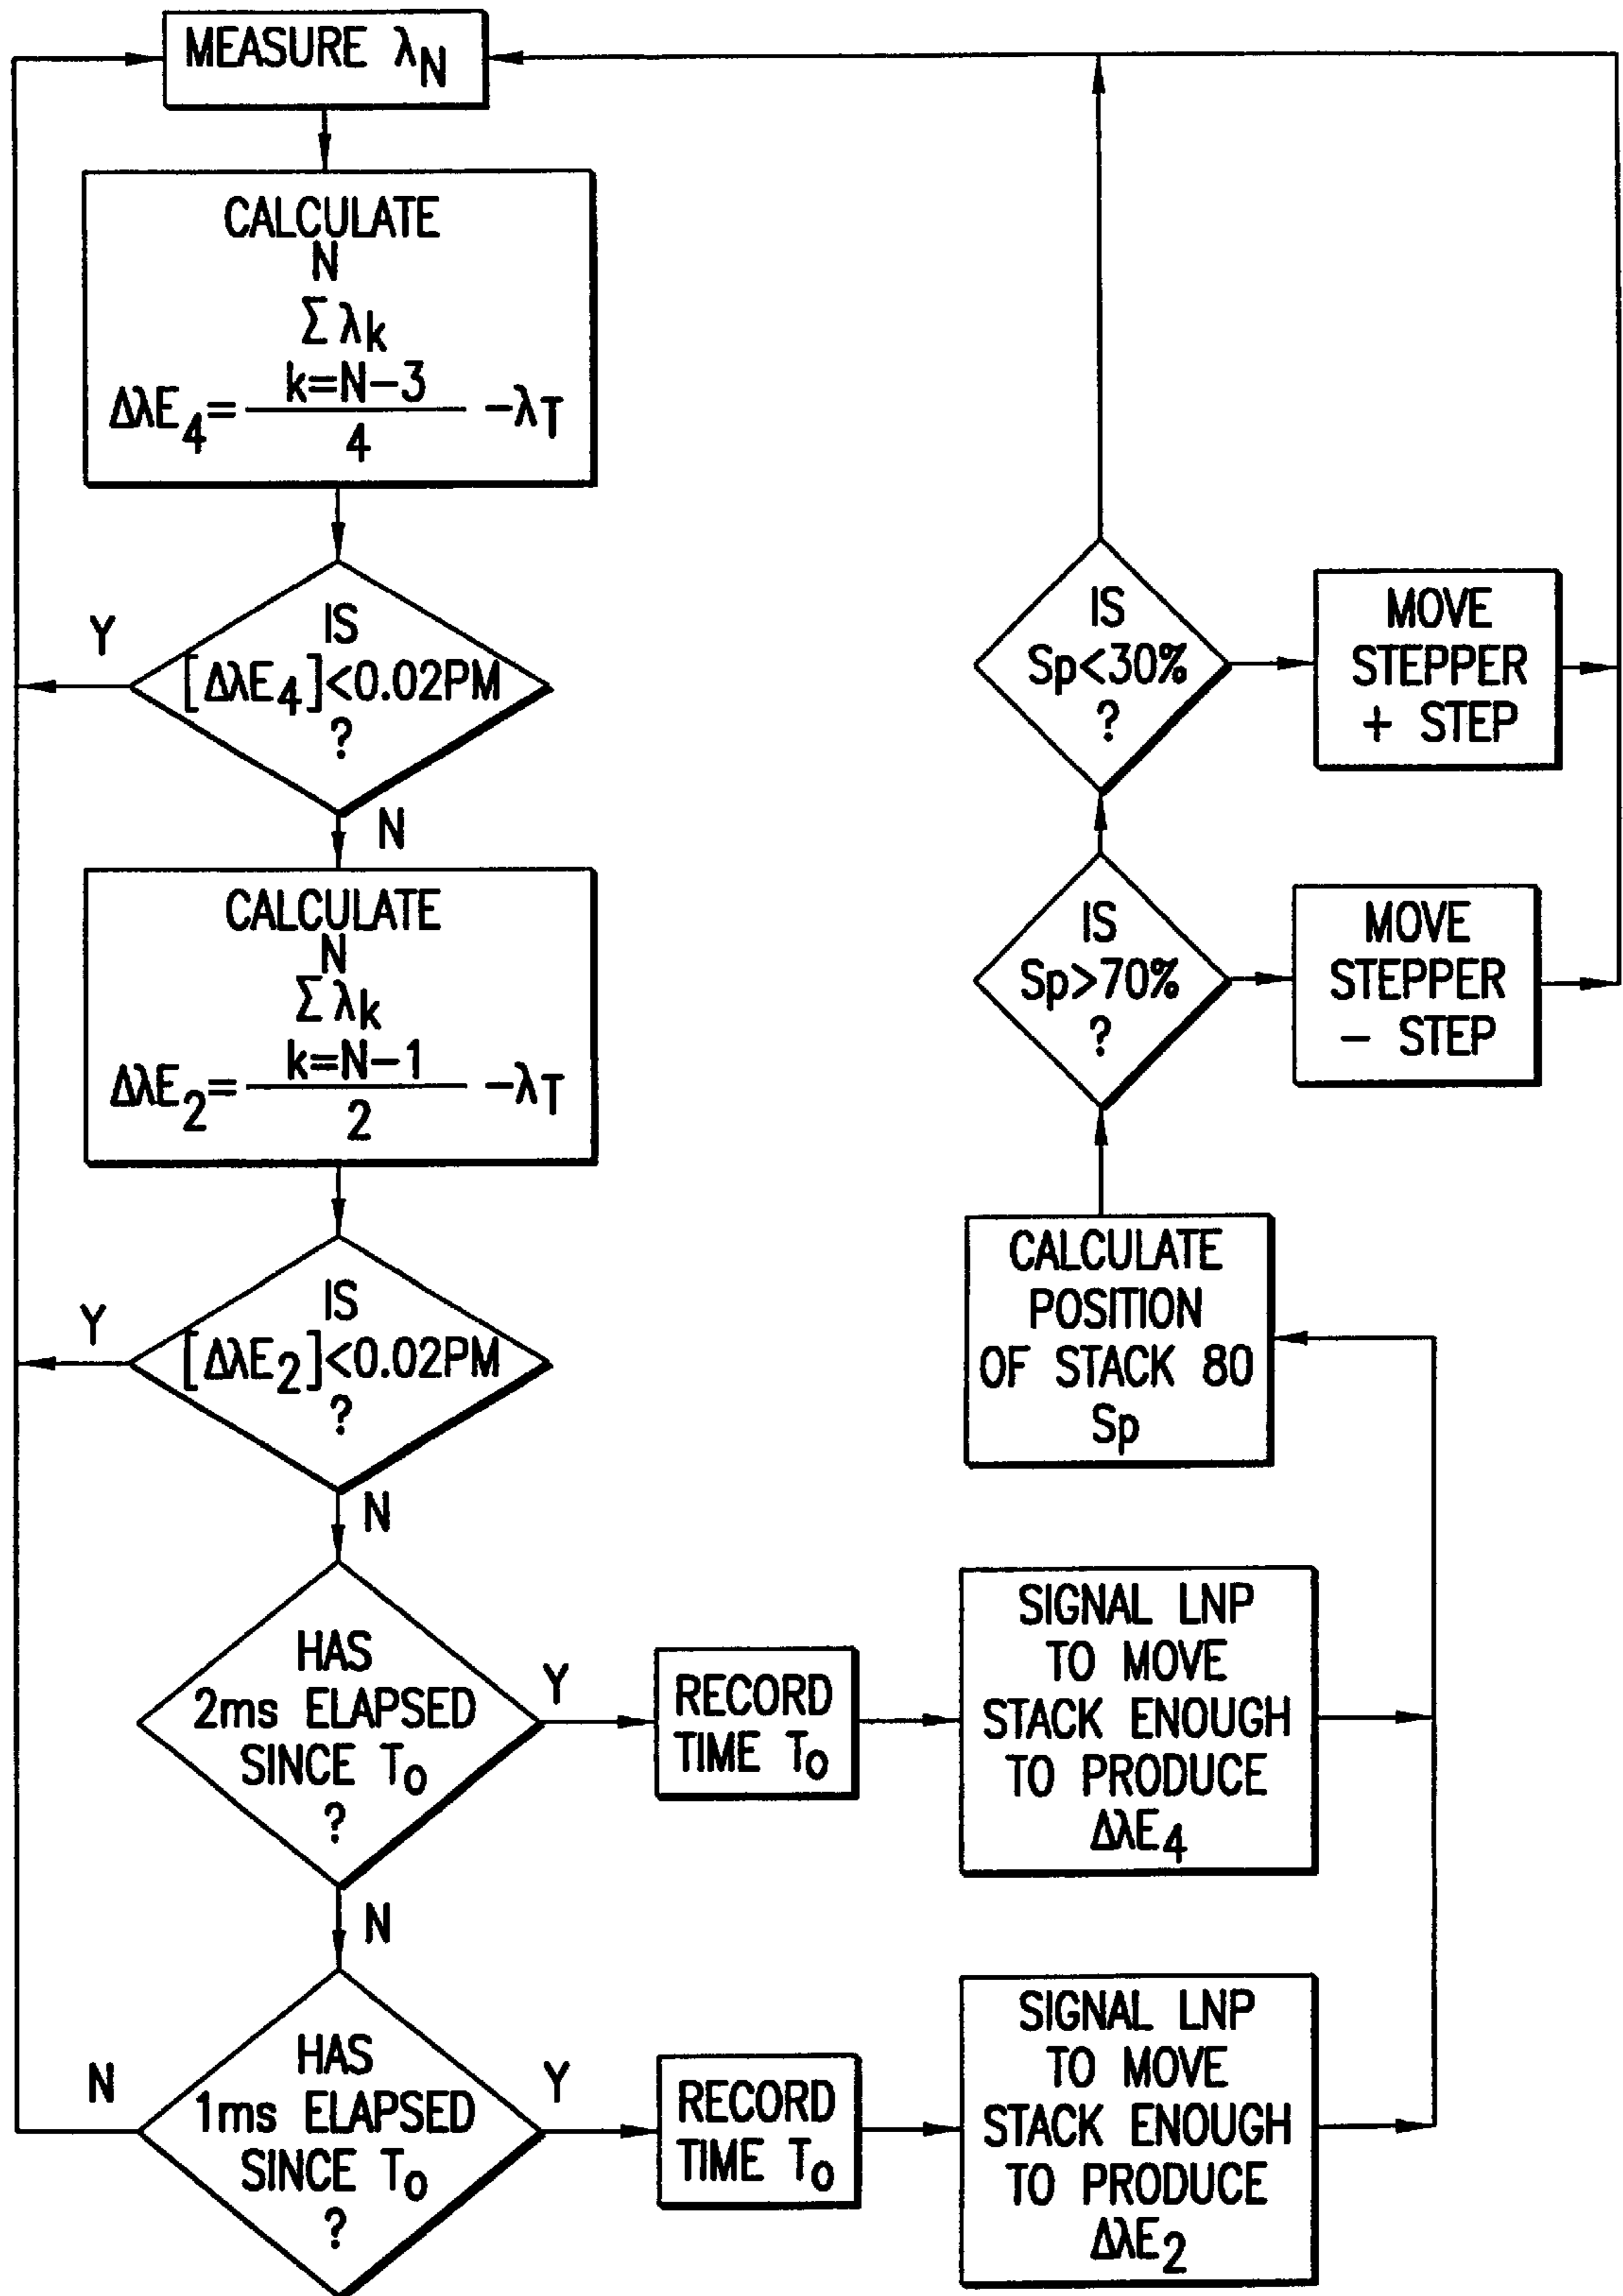 MEASURE λN
CALCULATE
N
Σ λk
k=N-3
ΔλE4= 4 -λT
IS
[ΔλE4]<0.02PM
?
Y
N
CALCULATE
N
Σ λk
k=N-1
ΔλE2= 2 -λT
IS
[ΔλE2]<0.02PM
?
Y
N
HAS
2ms ELAPSED
SINCE To
?
Y
N
RECORD
TIME To
SIGNAL LNP
TO MOVE
STACK ENOUGH
TO PRODUCE
ΔλE4
HAS
1ms ELAPSED
SINCE To
?
N
Y
RECORD
TIME To
SIGNAL LNP
TO MOVE
STACK ENOUGH
TO PRODUCE
ΔλE2
CALCULATE
POSITION
OF STACK 80
Sp
IS
Sp>70%
?
MOVE
STEPPER
- STEP
IS
Sp<30%
?
MOVE
STEPPER
+ STEP